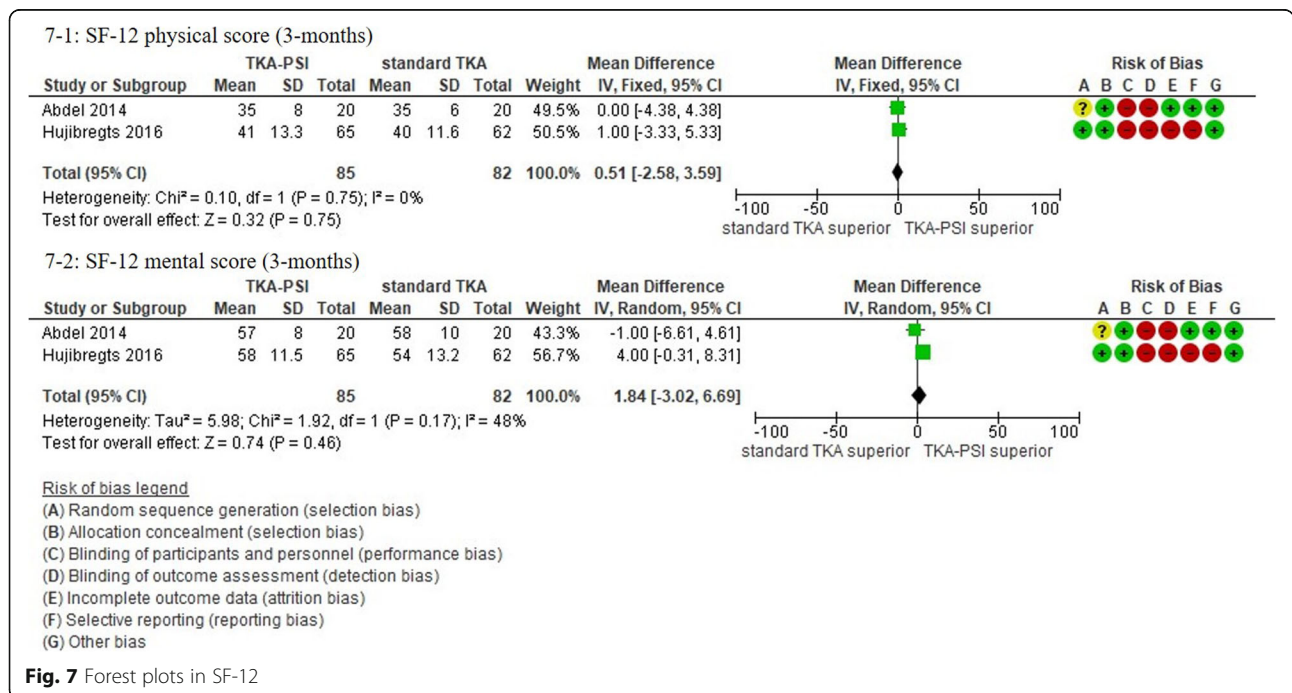 7-1: SF-12 physical score (3-months)
TKA-PSI standard TKA Mean Difference Mean Difference Risk of Bias
Study or Subgroup Mean SD Total Mean SD Total Weight IV, Fixed, 95% CI IV, Fixed, 95% CI A B C D E F G
Abdel 2014 35 8 20 35 6 20 49.5% 0.00 [-4.38, 4.38] ? + - - + + +
Hujibregts 2016 41 13.3 65 40 11.6 62 50.5% 1.00 [-3.33, 5.33] + + - - - - +
Total (95% CI) 85 82 100.0% 0.51 [-2.58, 3.59]
Heterogeneity: Chi² = 0.10, df = 1 (P = 0.75); I² = 0%
Test for overall effect: Z = 0.32 (P = 0.75)
-100 -50 0 50 100
standard TKA superior TKA-PSI superior
7-2: SF-12 mental score (3-months)
TKA-PSI standard TKA Mean Difference Mean Difference Risk of Bias
Study or Subgroup Mean SD Total Mean SD Total Weight IV, Random, 95% CI IV, Random, 95% CI A B C D E F G
Abdel 2014 57 8 20 58 10 20 43.3% -1.00 [-6.61, 4.61] ? + - - + + +
Hujibregts 2016 58 11.5 65 54 13.2 62 56.7% 4.00 [-0.31, 8.31] + + - - - - +
Total (95% CI) 85 82 100.0% 1.84 [-3.02, 6.69]
Heterogeneity: Tau² = 5.98; Chi² = 1.92, df = 1 (P = 0.17); I² = 48%
Test for overall effect: Z = 0.74 (P = 0.46)
-100 -50 0 50 100
standard TKA superior TKA-PSI superior
Risk of bias legend
(A) Random sequence generation (selection bias)
(B) Allocation concealment (selection bias)
(C) Blinding of participants and personnel (performance bias)
(D) Blinding of outcome assessment (detection bias)
(E) Incomplete outcome data (attrition bias)
(F) Selective reporting (reporting bias)
(G) Other bias
Fig. 7 Forest plots in SF-12